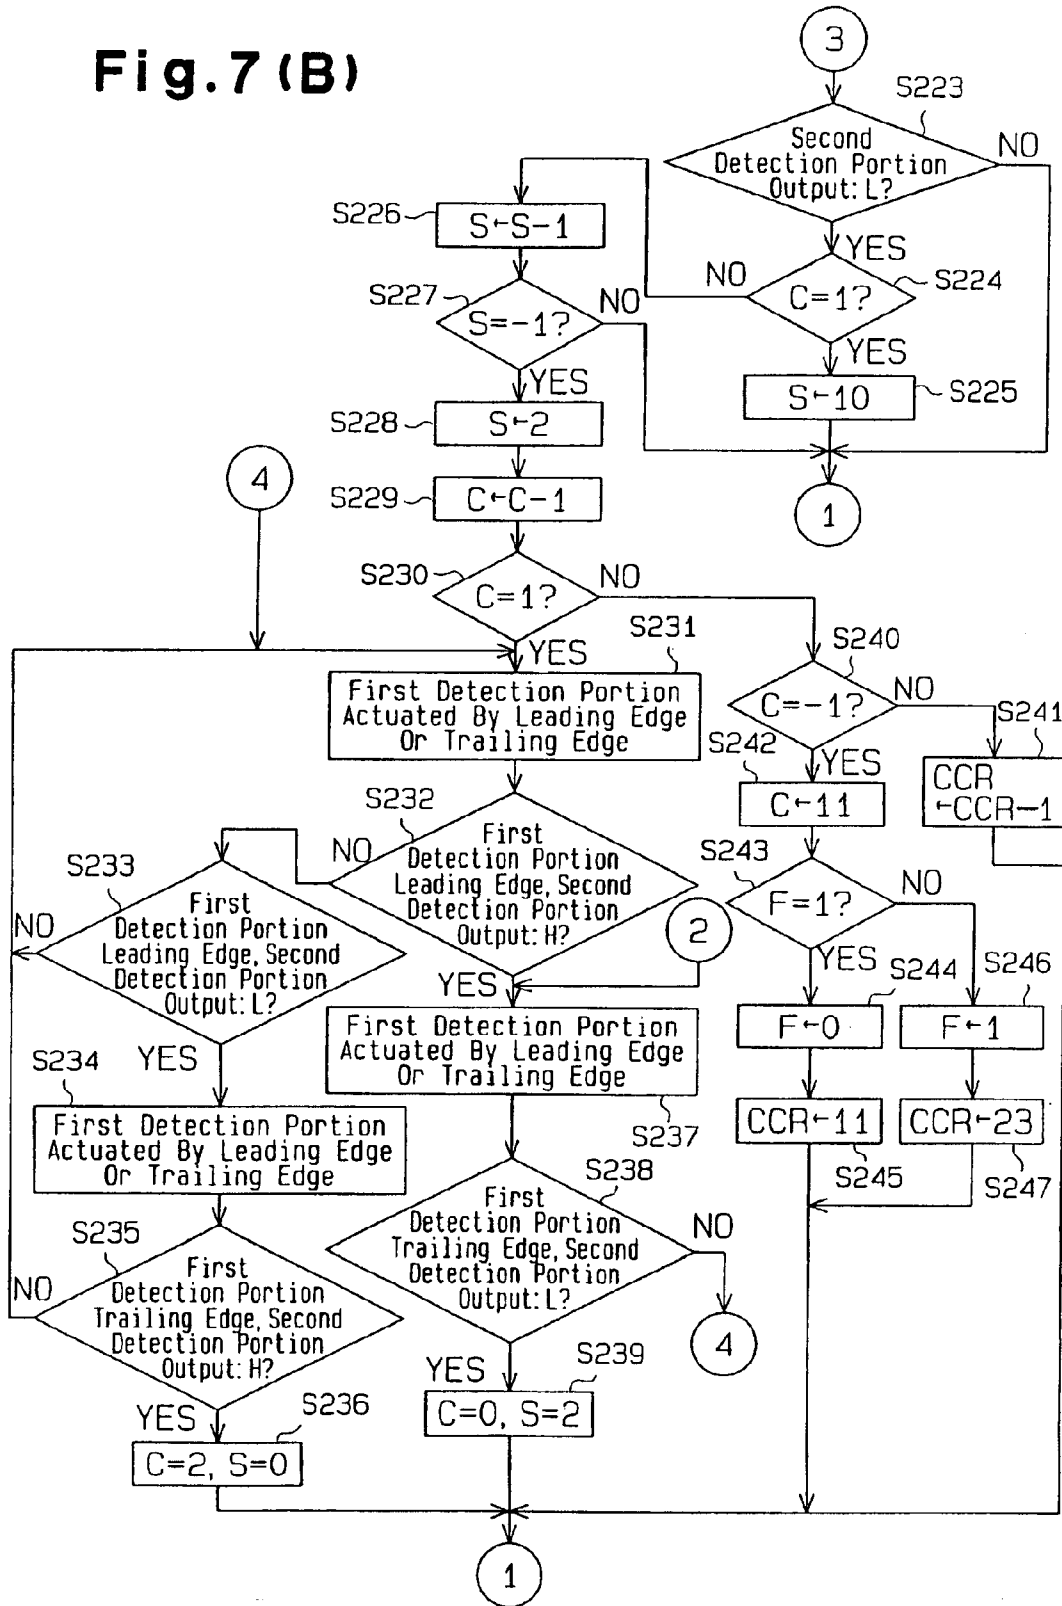 Fig. 7 (B)
3
S223
Second
Detection Portion
Output: L?
NO
YES
S226
S←S−1
NO
C=1?
S224
S227
S=−1?
NO
YES
YES
S←10
S225
S228
S←2
4
S229
C←C−1
1
S230
C=1?
NO
YES
S231
First Detection Portion
Actuated By Leading Edge
Or Trailing Edge
S240
C=−1?
NO
YES
S241
CCR
←CCR−1
S242
C←11
S232
First
Detection Portion
Leading Edge, Second
Detection Portion
Output: H?
NO
YES
S233
First
Detection Portion
Leading Edge, Second
Detection Portion
Output: L?
NO
YES
S243
F=1?
NO
YES
2
S244
F←0
S246
F←1
First Detection Portion
Actuated By Leading Edge
Or Trailing Edge
S237
S234
First Detection Portion
Actuated By Leading Edge
Or Trailing Edge
CCR←11
S245
CCR←23
S247
S238
First
Detection Portion
Trailing Edge, Second
Detection Portion
Output: L?
NO
YES
4
S235
First
Detection Portion
Trailing Edge, Second
Detection Portion
Output: H?
NO
YES
S236
C=2, S=0
S239
C=0, S=2
1